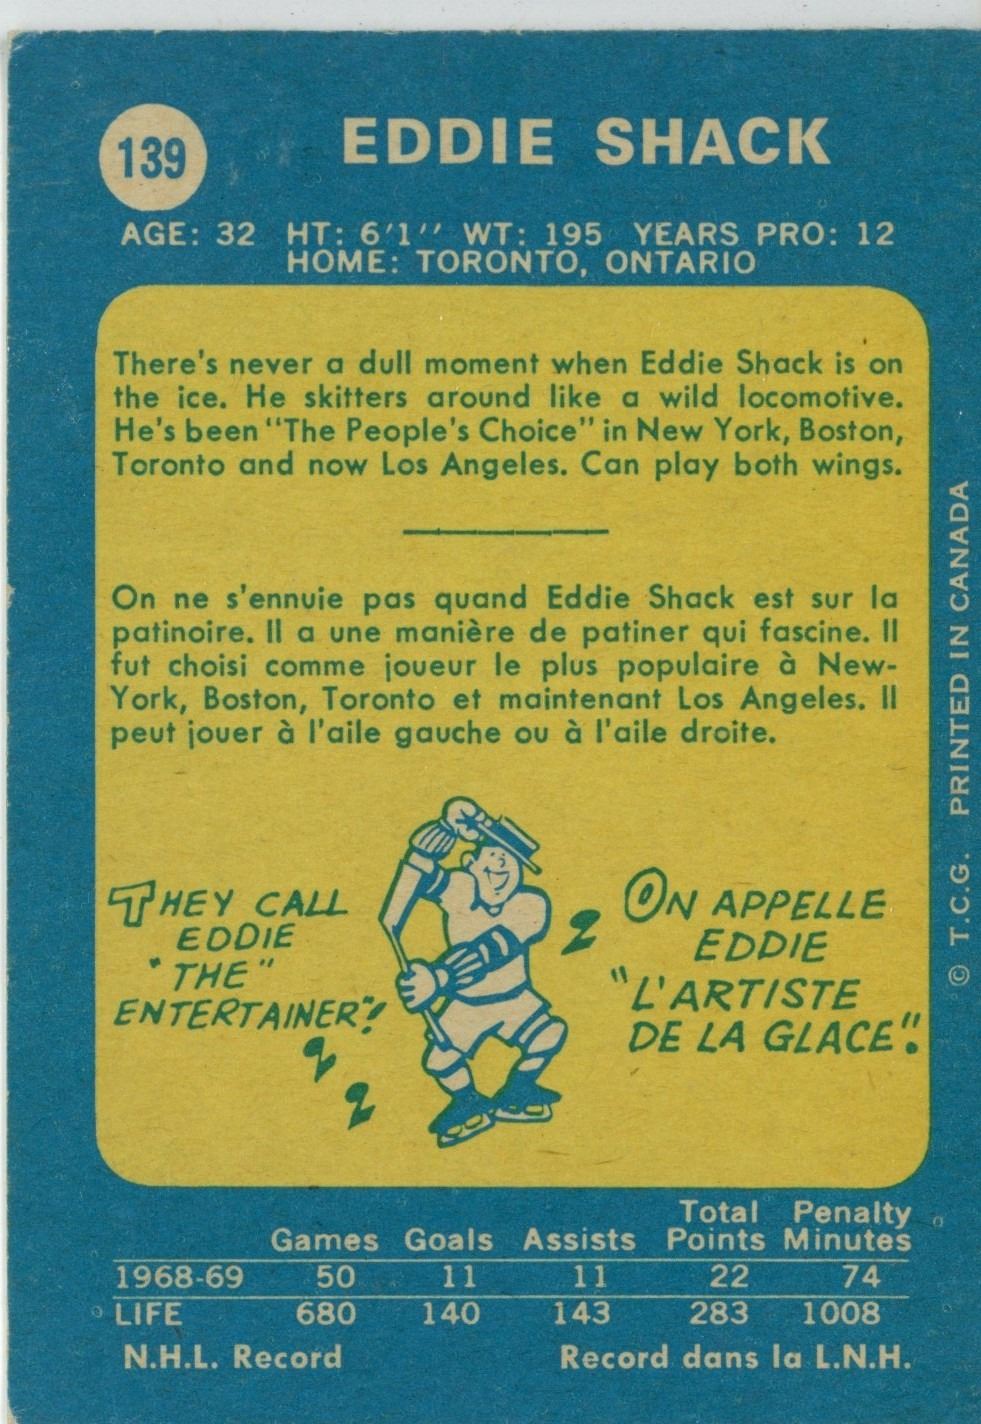 139
EDDIE SHACK
AGE: 32 HT: 6'1'' WT: 195 YEARS PRO: 12
HOME: TORONTO, ONTARIO
There's never a dull moment when Eddie Shack is on
the ice. He skitters around like a wild locomotive.
He's been "The People's Choice" in New York, Boston,
Toronto and now Los Angeles. Can play both wings.
On ne s'ennuie pas quand Eddie Shack est sur la
patinoire. Il a une manière de patiner qui fascine. Il
fut choisi comme joueur le plus populaire à New-
York, Boston, Toronto et maintenant Los Angeles. Il
peut jouer à l'aile gauche ou à l'aile droite.
THEY CALL
EDDIE
"THE"
ENTERTAINER"!
ON APPELLE
EDDIE
"L'ARTISTE
DE LA GLACE"!
© T.C.G. PRINTED IN CANADA
Total Penalty
Games Goals Assists Points Minutes
1968-69 50 11 11 22 74
LIFE 680 140 143 283 1008
N.H.L. Record Record dans la L.N.H.